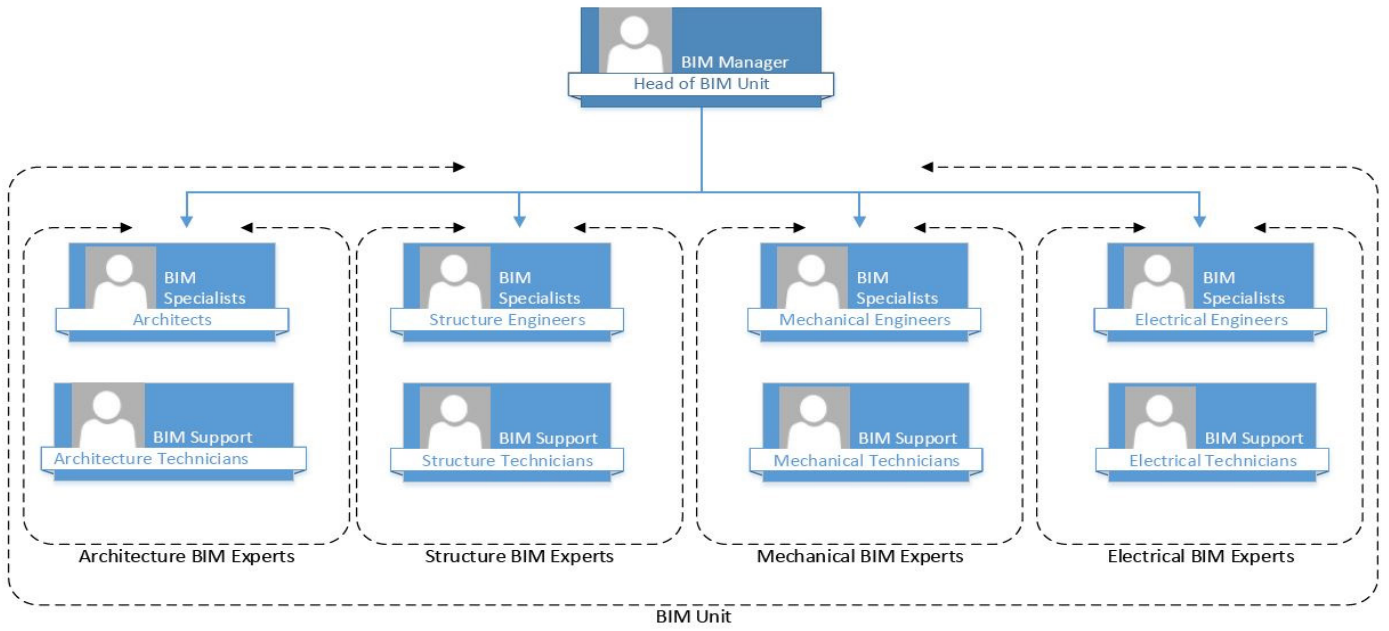 BIM Manager
Head of BIM Unit
BIM
Specialists
Architects
BIM
Specialists
Structure Engineers
BIM
Specialists
Mechanical Engineers
BIM
Specialists
Electrical Engineers
BIM Support
Architecture Technicians
BIM Support
Structure Technicians
BIM Support
Mechanical Technicians
BIM Support
Electrical Technicians
Architecture BIM Experts
Structure BIM Experts
Mechanical BIM Experts
Electrical BIM Experts
BIM Unit